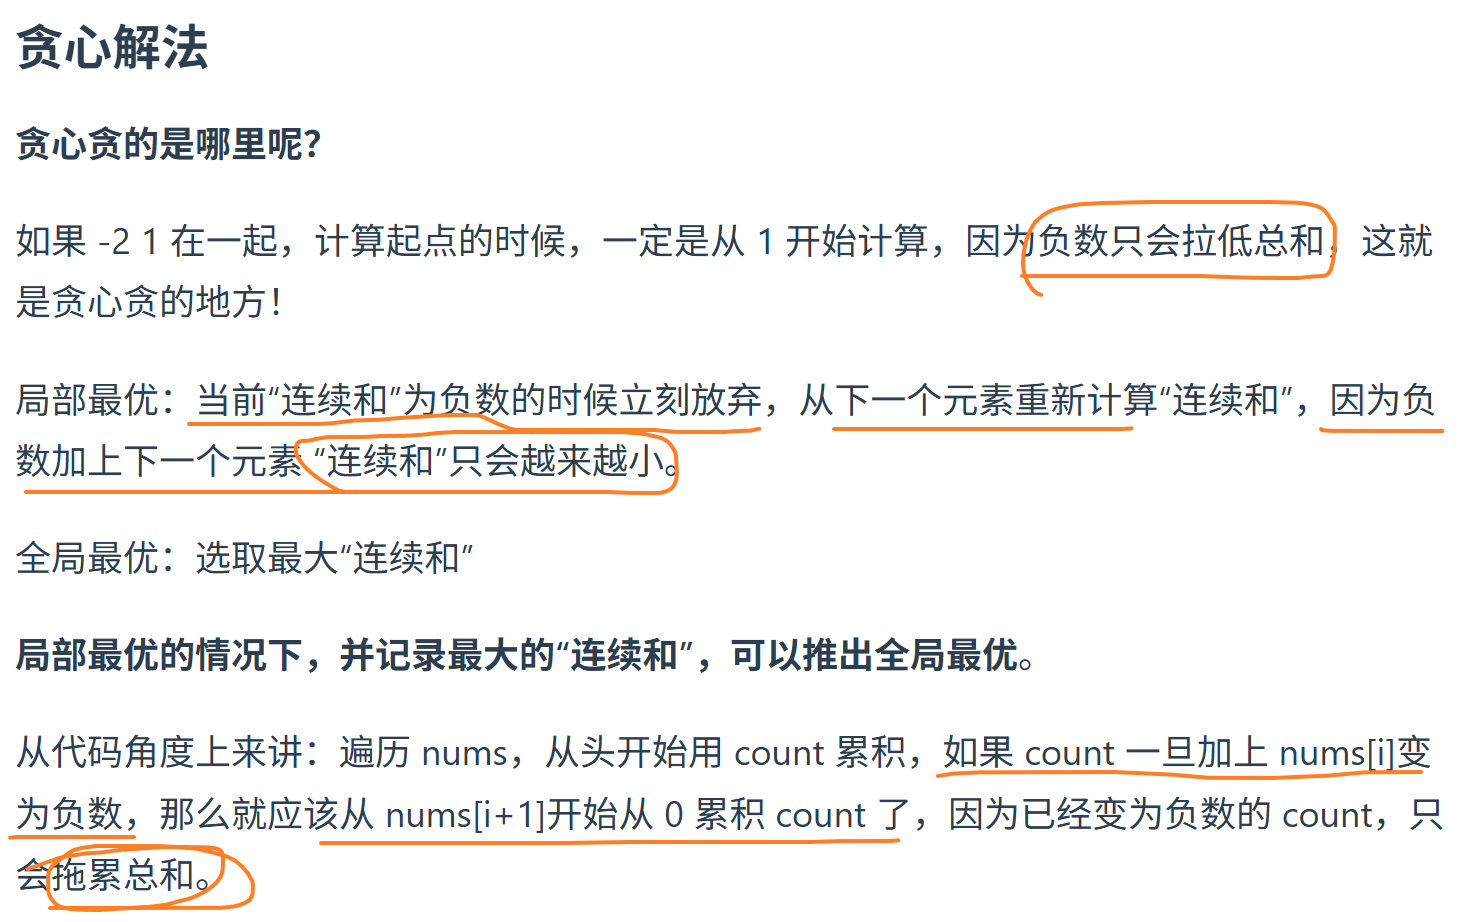 贪心解法
贪心贪的是哪里呢？
如果 -2 1 在一起，计算起点的时候，一定是从 1 开始计算，因为负数只会拉低总和，这就
是贪心贪的地方！
局部最优：当前“连续和”为负数的时候立刻放弃，从下一个元素重新计算“连续和”，因为负
数加上下一个元素 “连续和”只会越来越小。
全局最优：选取最大“连续和”
局部最优的情况下，并记录最大的“连续和”，可以推出全局最优。
从代码角度上来讲：遍历 nums，从头开始用 count 累积，如果 count 一旦加上 nums[i]变
为负数，那么就应该从 nums[i+1]开始从 0 累积 count 了，因为已经变为负数的 count，只
会拖累总和。